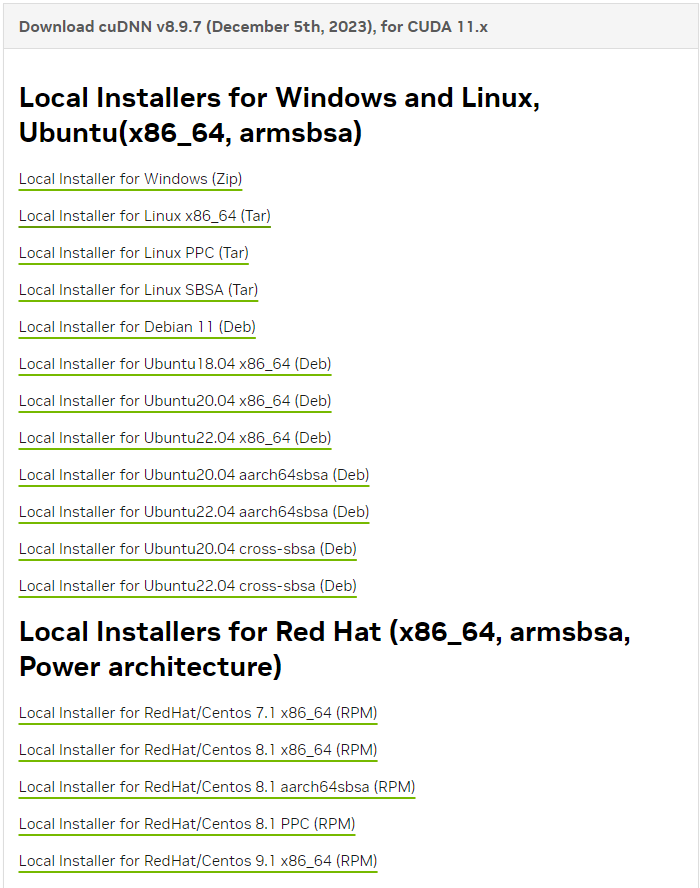 Download cuDNN v8.9.7 (December 5th, 2023), for CUDA 11.x
Local Installers for Windows and Linux,
Ubuntu(x86_64, armsbsa)
Local Installer for Windows (Zip)
Local Installer for Linux x86_64 (Tar)
Local Installer for Linux PPC (Tar)
Local Installer for Linux SBSA (Tar)
Local Installer for Debian 11 (Deb)
Local Installer for Ubuntu18.04 x86_64 (Deb)
Local Installer for Ubuntu20.04 x86_64 (Deb)
Local Installer for Ubuntu22.04 x86_64 (Deb)
Local Installer for Ubuntu20.04 aarch64sbsa (Deb)
Local Installer for Ubuntu22.04 aarch64sbsa (Deb)
Local Installer for Ubuntu20.04 cross-sbsa (Deb)
Local Installer for Ubuntu22.04 cross-sbsa (Deb)
Local Installers for Red Hat (x86_64, armsbsa,
Power architecture)
Local Installer for RedHat/Centos 7.1 x86_64 (RPM)
Local Installer for RedHat/Centos 8.1 x86_64 (RPM)
Local Installer for RedHat/Centos 8.1 aarch64sbsa (RPM)
Local Installer for RedHat/Centos 8.1 PPC (RPM)
Local Installer for RedHat/Centos 9.1 x86_64 (RPM)